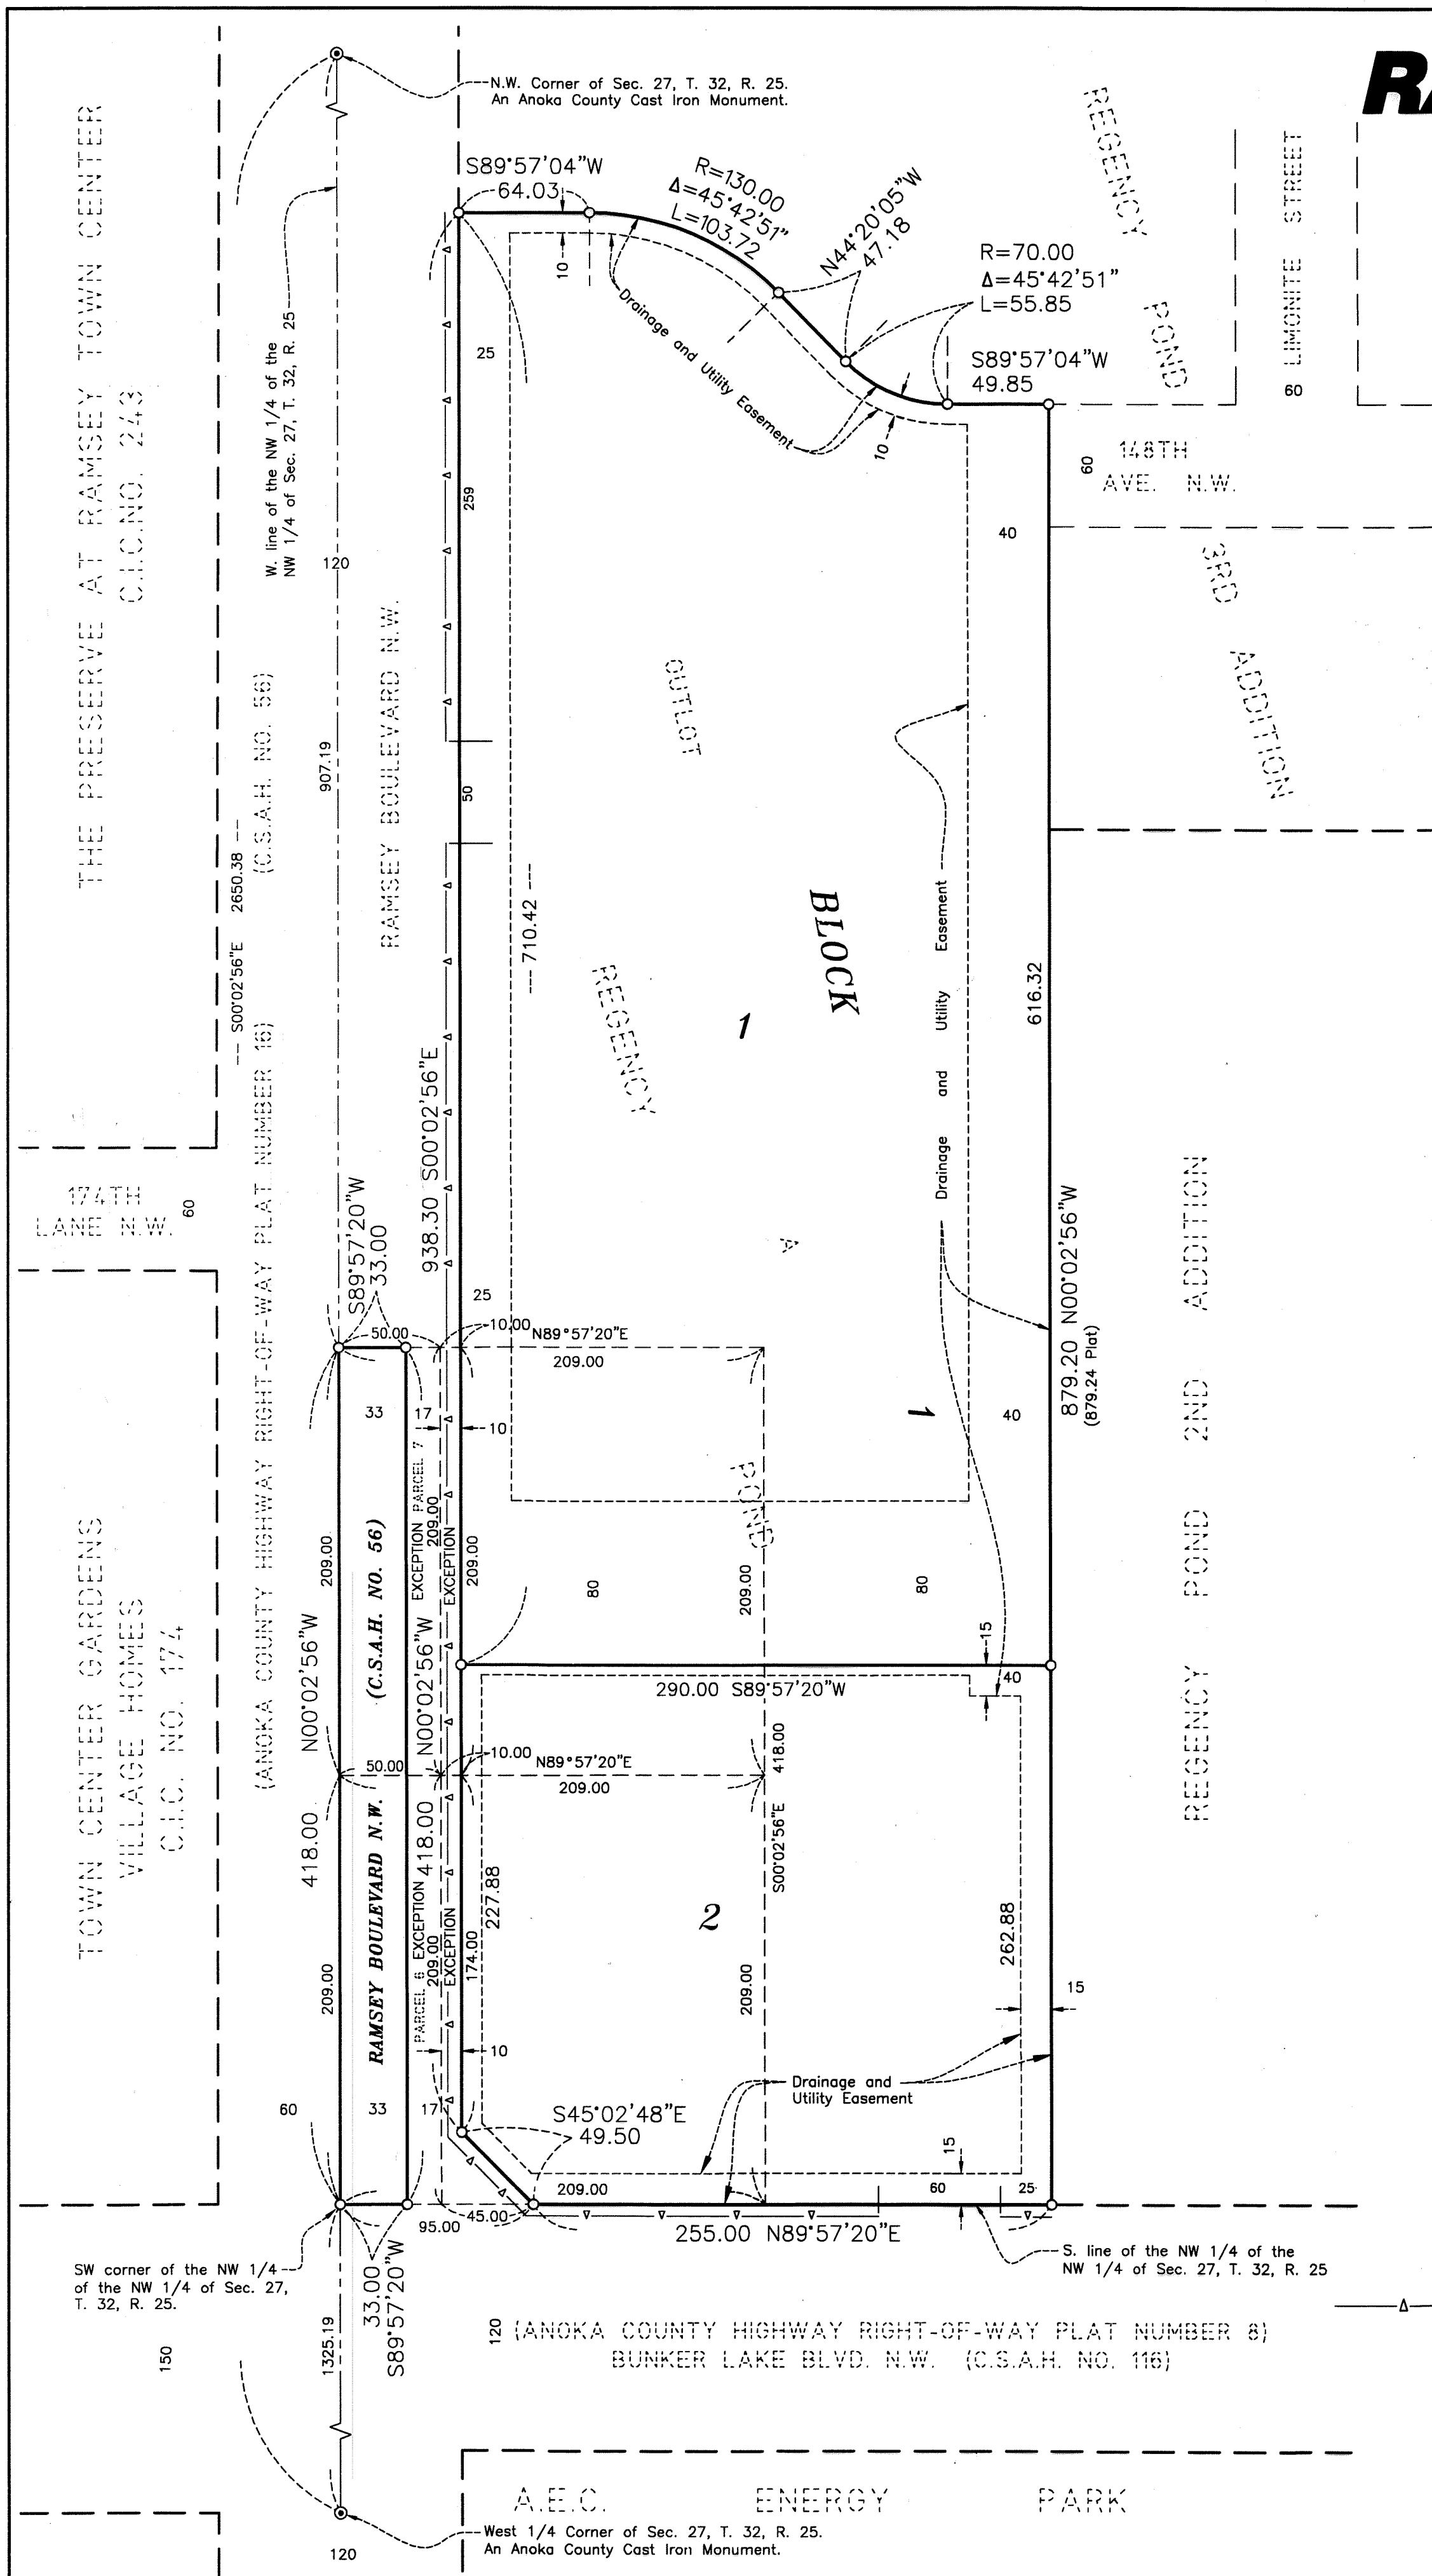 RA
N.W. Corner of Sec. 27, T. 32, R. 25.
An Anoka County Cast Iron Monument.
S89°57'04"W
64.03
R=130.00
Δ=45°42'51"
L=103.72
N44°20'05"W
47.18
R=70.00
Δ=45°42'51"
L=55.85
S89°57'04"W
49.85
REGENCY
POND
3RD
ADDITION
LIMONITE STREET
60
148TH
AVE. N.W.
60
THE PRESERVE AT RAMSEY TOWN CENTER
C.I.C.NO. 243
W. line of the NW 1/4 of the
NW 1/4 of Sec. 27, T. 32, R. 25
120
907.19
RAMSEY BOULEVARD N.W.
(C.S.A.H. NO. 56)
(ANOKA COUNTY HIGHWAY RIGHT-OF-WAY PLAT NUMBER 16)
-- S00°02'56"E 2650.38 --
10
Drainage and Utility Easement
10
25
259
50
40
OUTLOT
BLOCK
1
REGENCY
--- 710.42 ---
938.30 S00°02'56"E
Drainage and Utility Easement
616.32
A
POND
1
174TH
LANE N.W.
60
S89°57'20"W
33.00
25
50.00
10.00
N89°57'20"E
209.00
33
17
10
40
879.20 N00°02'56"W
(879.24 Plat)
REGENCY POND 2ND ADDITION
EXCEPTION PARCEL 7
209.00
EXCEPTION
209.00
209.00
80
209.00
80
15
40
290.00 S89°57'20"W
TOWN CENTER GARDENS
VILLAGE HOMES
C.I.C. NO. 174
418.00 N00°02'56"W
RAMSEY BOULEVARD N.W. (C.S.A.H. NO. 56)
418.00 N00°02'56"W
50.00
10.00
N89°57'20"E
209.00
S00°02'56"E 418.00
PARCEL 6 EXCEPTION
209.00
EXCEPTION
174.00
227.88
209.00
2
209.00
262.88
15
10
60
33
17
S45°02'48"E
49.50
Drainage and
Utility Easement
15
209.00
60
25
95.00
45.00
255.00 N89°57'20"E
SW corner of the NW 1/4
of the NW 1/4 of Sec. 27,
T. 32, R. 25.
33.00
S89°57'20"W
S. line of the NW 1/4 of the
NW 1/4 of Sec. 27, T. 32, R. 25
150
1325.19
120
(ANOKA COUNTY HIGHWAY RIGHT-OF-WAY PLAT NUMBER 8)
BUNKER LAKE BLVD. N.W. (C.S.A.H. NO. 116)
A.E.C. ENERGY PARK
West 1/4 Corner of Sec. 27, T. 32, R. 25.
An Anoka County Cast Iron Monument.
120